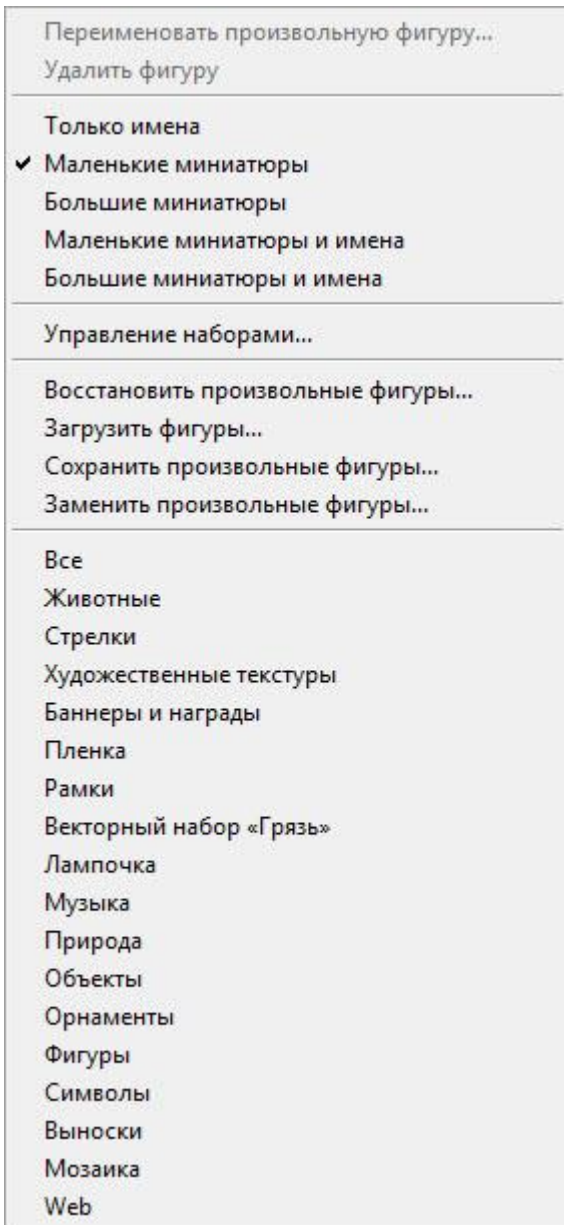 Переименовать произвольную фигуру...
Удалить фигуру
Только имена
Маленькие миниатюры
Большие миниатюры
Маленькие миниатюры и имена
Большие миниатюры и имена
Управление наборами...
Восстановить произвольные фигуры...
Загрузить фигуры...
Сохранить произвольные фигуры...
Заменить произвольные фигуры...
Все
Животные
Стрелки
Художественные текстуры
Баннеры и награды
Пленка
Рамки
Векторный набор «Грязь»
Лампочка
Музыка
Природа
Объекты
Орнаменты
Фигуры
Символы
Выноски
Мозаика
Web